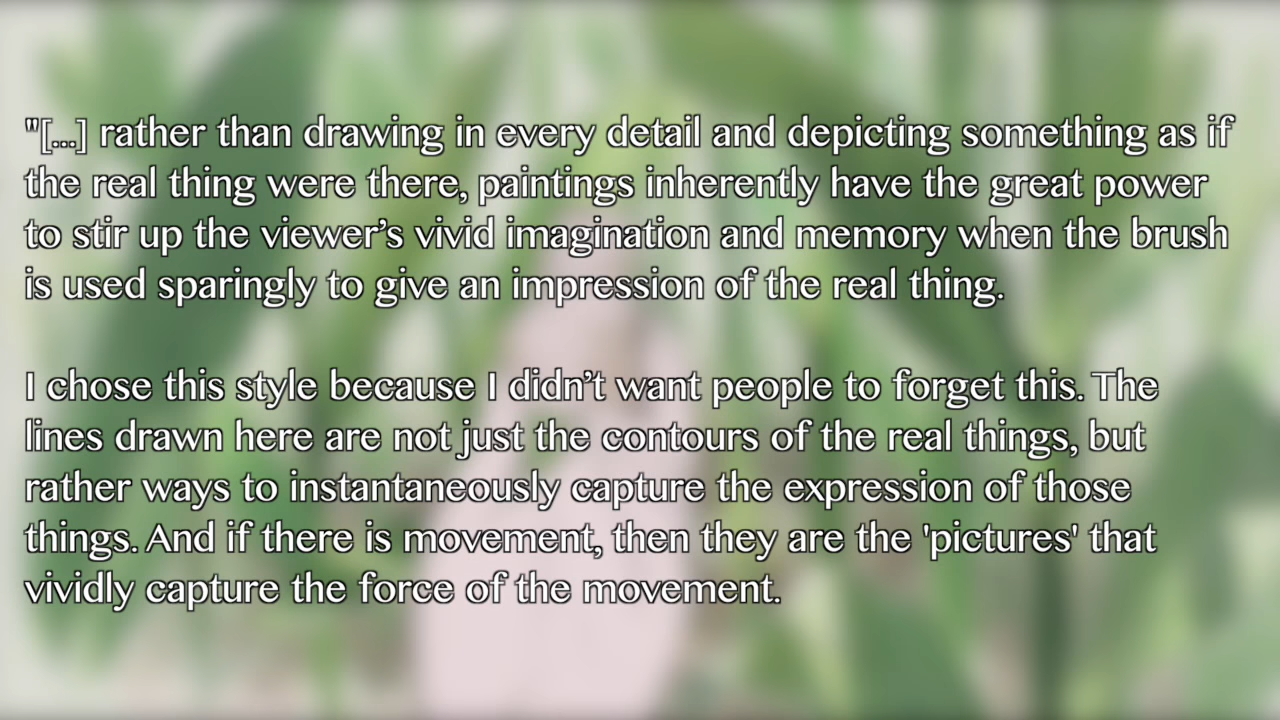 "[...] rather than drawing in every detail and depicting something as if
the real thing were there, paintings inherently have the great power
to stir up the viewer’s vivid imagination and memory when the brush
is used sparingly to give an impression of the real thing.
I chose this style because I didn’t want people to forget this. The
lines drawn here are not just the contours of the real things, but
rather ways to instantaneously capture the expression of those
things. And if there is movement, then they are the 'pictures' that
vividly capture the force of the movement.